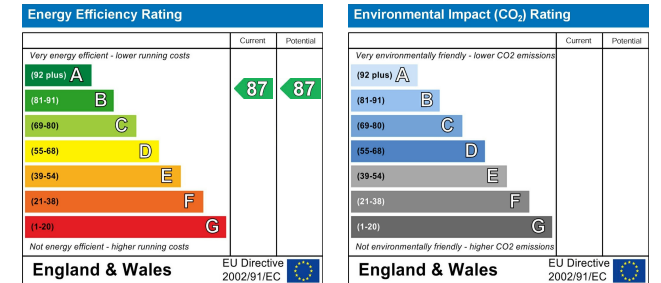 Energy Efficiency Rating
Current Potential
Very energy efficient - lower running costs
(92 plus) A
(81-91) B
87 87
(69-80) C
(55-68) D
(39-54) E
(21-38) F
(1-20) G
Not energy efficient - higher running costs
England & Wales
EU Directive
2002/91/EC
Environmental Impact (CO₂) Rating
Current Potential
Very environmentally friendly - lower CO2 emissions
(92 plus) A
(81-91) B
(69-80) C
(55-68) D
(39-54) E
(21-38) F
(1-20) G
Not environmentally friendly - higher CO2 emissions
England & Wales
EU Directive
2002/91/EC